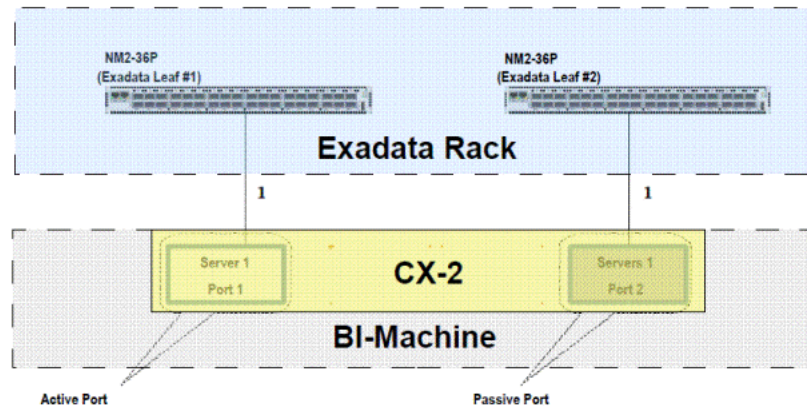 NM2-36P
(Exadata Leaf #1)
NM2-36P
(Exadata Leaf #2)
Exadata Rack
1
1
Server 1
Port 1
CX-2
Servers 1
Port 2
BI-Machine
Active Port
Passive Port